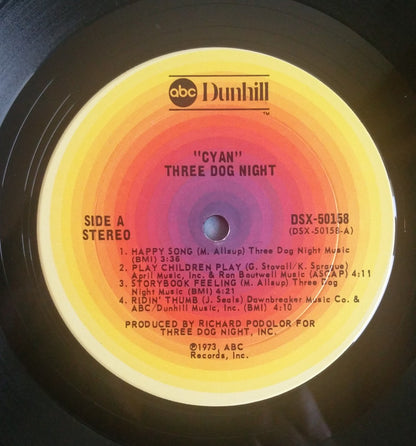 abc Dunhill
TM
"CYAN"
THREE DOG NIGHT
SIDE A
STEREO
DSX-50158
(DSX-50158-A)
1. HAPPY SONG (M. Allsup) Three Dog Night Music
(BMI) 3:36
2. PLAY CHILDREN PLAY (G. Stovall/K. Sprayue)
April Music, Inc. & Ron Boutwell Music (ASCAP) 4:11
3. STORYBOOK FEELING (M. Allsup) Three Dog
Night Music (BMI) 4:21
4. RIDIN' THUMB (J. Seals) Dawnbreaker Music Co. &
ABC/Dunhill Music, Inc. (BMI) 4:10
PRODUCED BY RICHARD PODOLOR FOR
THREE DOG NIGHT, INC.
Ⓟ1973, ABC
Records, Inc.